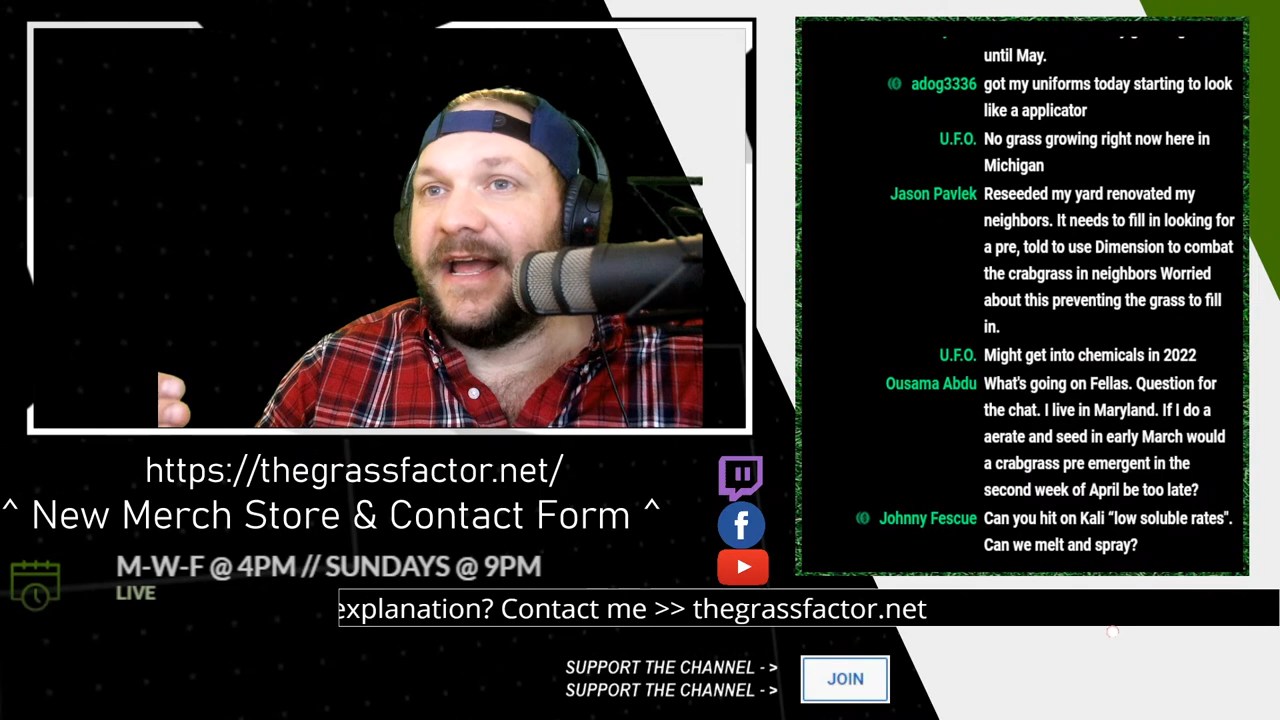 until May.
adog3336 got my uniforms today starting to look
like a applicator
U.F.O. No grass growing right now here in
Michigan
Jason Pavlek Reseeded my yard renovated my
neighbors. It needs to fill in looking for
a pre, told to use Dimension to combat
the crabgrass in neighbors Worried
about this preventing the grass to fill
in.
U.F.O. Might get into chemicals in 2022
Ousama Abdu What's going on Fellas. Question for
the chat. I live in Maryland. If I do a
aerate and seed in early March would
a crabgrass pre emergent in the
second week of April be too late?
Johnny Fescue Can you hit on Kali “low soluble rates".
Can we melt and spray?
https://thegrassfactor.net/
^ New Merch Store & Contact Form ^
M-W-F @ 4PM // SUNDAYS @ 9PM
LIVE
explanation? Contact me >> thegrassfactor.net
SUPPORT THE CHANNEL - >
SUPPORT THE CHANNEL - >
JOIN